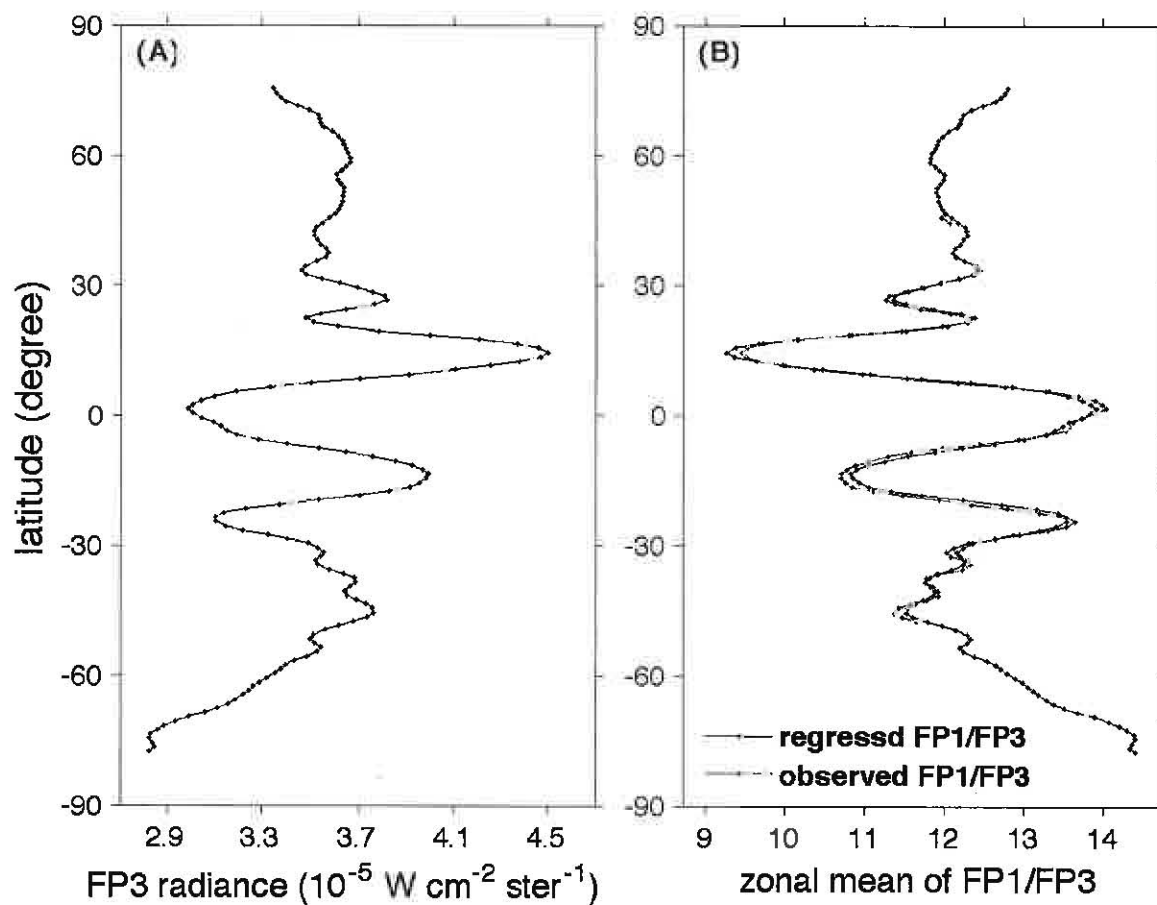 (A)
(B)
90
60
30
0
-30
-60
-90
latitude (degree)
2.9 3.3 3.7 4.1 4.5
FP3 radiance (10⁻⁵ W cm⁻² ster⁻¹)
90
60
30
0
-30
-60
-90
regressd FP1/FP3
observed FP1/FP3
9 10 11 12 13 14
zonal mean of FP1/FP3